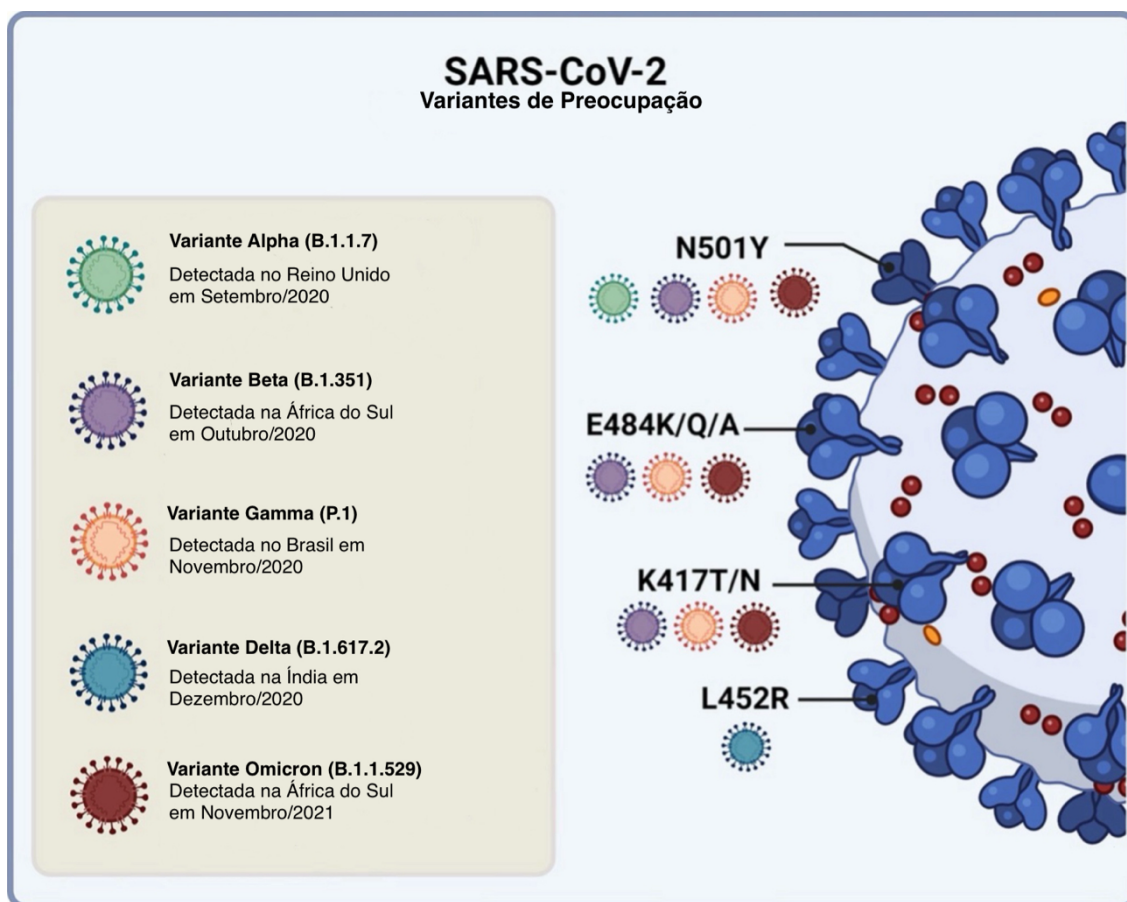 SARS-CoV-2
Variantes de Preocupação
Variante Alpha (B.1.1.7)
Detectada no Reino Unido
em Setembro/2020
Variante Beta (B.1.351)
Detectada na África do Sul
em Outubro/2020
Variante Gamma (P.1)
Detectada no Brasil em
Novembro/2020
Variante Delta (B.1.617.2)
Detectada na Índia em
Dezembro/2020
Variante Omicron (B.1.1.529)
Detectada na África do Sul
em Novembro/2021
N501Y
E484K/Q/A
K417T/N
L452R